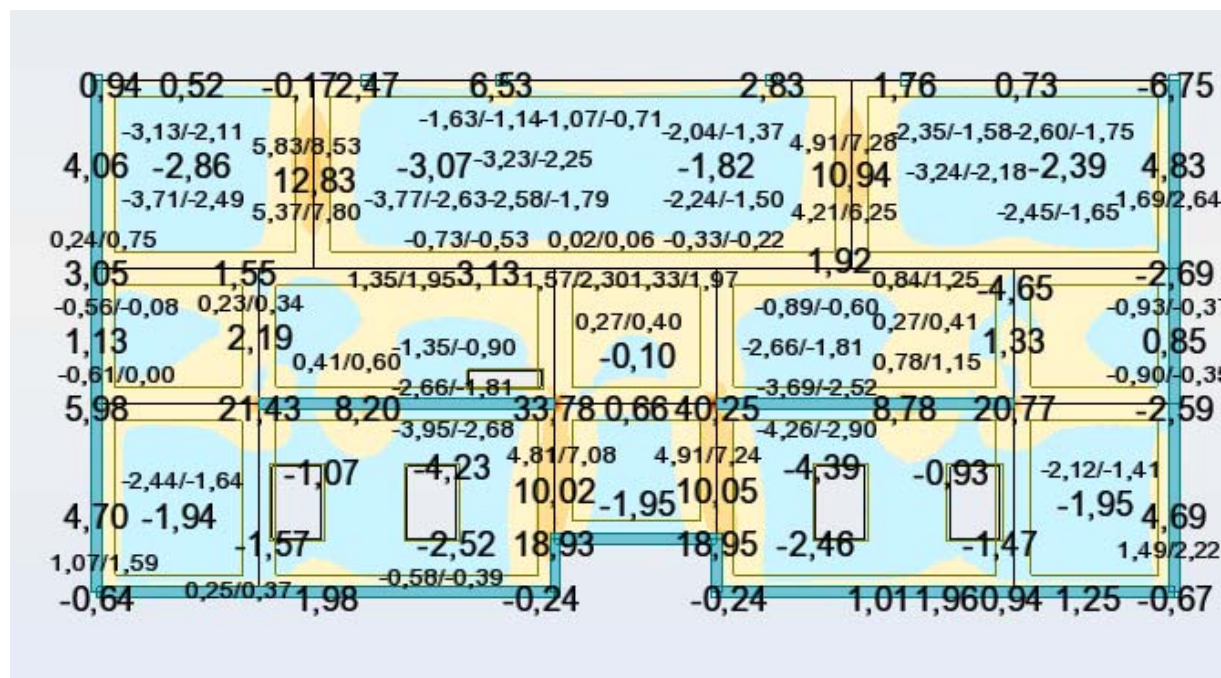 0,94 0,52 -0,17 2,47 6,53 2,83 1,76 0,73 -6,75
-1,63/-1,14 -1,07/-0,71
-3,13/-2,11 -2,04/-1,37 -2,35/-1,58 -2,60/-1,75
5,83/8,53 4,91/7,28
4,06 -2,86 -3,07 -3,23/-2,25 -1,82 -3,24/-2,18 -2,39 4,83
12,83 10,94
-3,71/-2,49 -3,77/-2,63 -2,58/-1,79 -2,24/-1,50 1,69/2,64
5,37/7,80 4,21/6,25 -2,45/-1,65
0,24/0,75 -0,73/-0,53 0,02/0,06 -0,33/-0,22
3,05 1,55 3,13 1,92 -2,69
1,35/1,95 1,57/2,30 1,33/1,97 0,84/1,25 -4,65
-0,56/-0,08 0,23/0,34 -0,89/-0,60 -0,93/-0,37
0,27/0,40 0,27/0,41
1,13 2,19 -1,35/-0,90 -0,10 -2,66/-1,81 1,33 0,85
0,41/0,60 0,78/1,15
-0,61/0,00 -2,66/-1,81 -3,69/-2,52 -0,90/-0,35
5,98 21,43 8,20 33,78 0,66 40,25 8,78 20,77 -2,59
-3,95/-2,68 -4,26/-2,90
4,81/7,08 4,91/7,24
-2,44/-1,64 -1,07 -4,23 -4,39 -0,93 -2,12/-1,41
10,02 -1,95 10,05 -1,95
4,70 -1,94 4,69
-1,57 -2,52 18,93 18,95 -2,46 -1,47 1,49/2,22
1,07/1,59 0,25/0,37 -0,58/-0,39
-0,64 1,98 -0,24 -0,24 1,01 1,96 0,94 1,25 -0,67